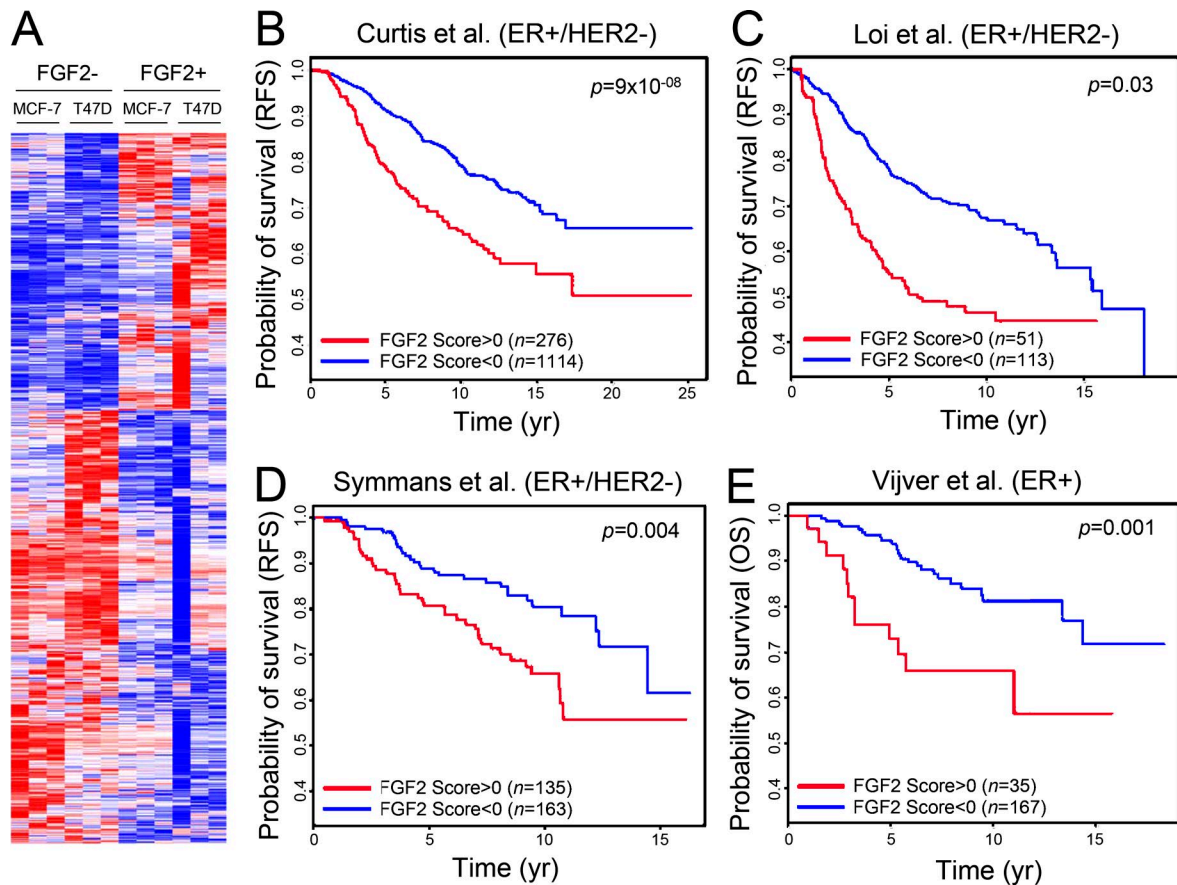 A
FGF2- FGF2+
MCF-7 T47D MCF-7 T47D
B
Curtis et al. (ER+/HER2-)
p=9x10-08
Probability of survival (RFS)
1.0
0.9
0.8
0.7
0.6
0.5
0.4
FGF2 Score>0 (n=276)
FGF2 Score<0 (n=1114)
0 5 10 15 20 25
Time (yr)
C
Loi et al. (ER+/HER2-)
p=0.03
Probability of survival (RFS)
1.0
0.9
0.8
0.7
0.6
0.5
0.4
FGF2 Score>0 (n=51)
FGF2 Score<0 (n=113)
0 5 10 15
Time (yr)
D
Symmans et al. (ER+/HER2-)
p=0.004
Probability of survival (RFS)
1.0
0.9
0.8
0.7
0.6
0.5
0.4
FGF2 Score>0 (n=135)
FGF2 Score<0 (n=163)
0 5 10 15
Time (yr)
E
Vijver et al. (ER+)
p=0.001
Probability of survival (OS)
1.0
0.9
0.8
0.7
0.6
0.5
0.4
FGF2 Score>0 (n=35)
FGF2 Score<0 (n=167)
0 5 10 15
Time (yr)